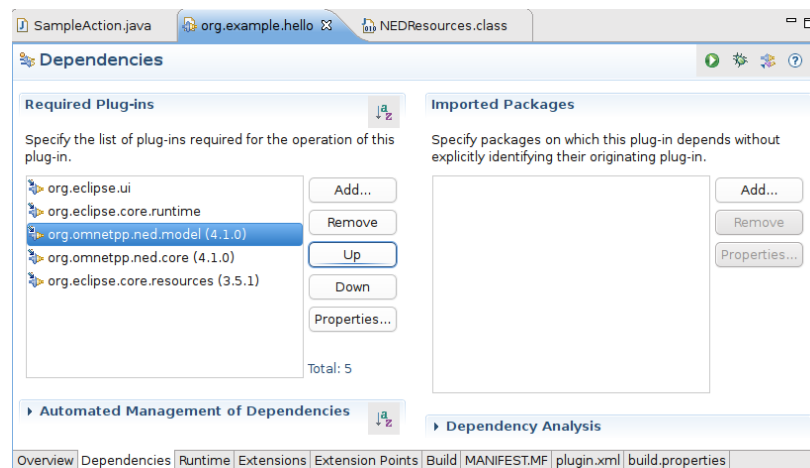 SampleAction.java
org.example.hello
NEDResources.class
Dependencies
Required Plug-ins
Specify the list of plug-ins required for the operation of this
plug-in.
org.eclipse.ui
org.eclipse.core.runtime
org.omnetpp.ned.model (4.1.0)
org.omnetpp.ned.core (4.1.0)
org.eclipse.core.resources (3.5.1)
Add...
Remove
Up
Down
Properties...
Total: 5
Automated Management of Dependencies
Imported Packages
Specify packages on which this plug-in depends without
explicitly identifying their originating plug-in.
Add...
Remove
Properties...
Dependency Analysis
Overview Dependencies Runtime Extensions Extension Points Build MANIFEST.MF plugin.xml build.properties